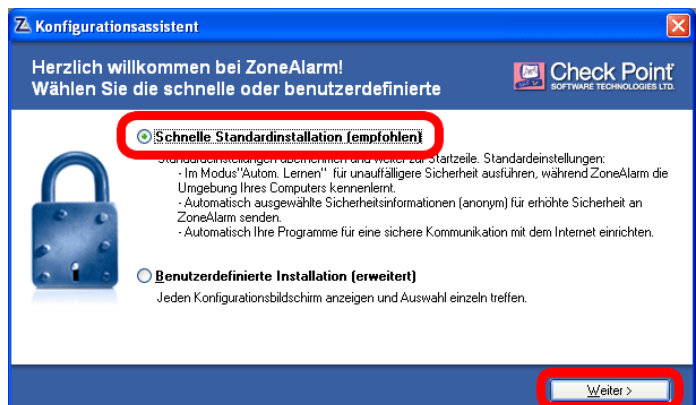 Konfigurationsassistent
Herzlich willkommen bei ZoneAlarm!
Wählen Sie die schnelle oder benutzerdefinierte
Check Point
SOFTWARE TECHNOLOGIES LTD.
Schnelle Standardinstallation (empfohlen)
Standardeinstellungen übernehmen und weiter zur Startzeile. Standardeinstellungen:
- Im Modus"Autom. Lernen" für unauffälligere Sicherheit ausführen, während ZoneAlarm die
Umgebung Ihres Computers kennenlernt.
- Automatisch ausgewählte Sicherheitsinformationen (anonym) für erhöhte Sicherheit an
ZoneAlarm senden.
- Automatisch Ihre Programme für eine sichere Kommunikation mit dem Internet einrichten.
Benutzerdefinierte Installation (erweitert)
Jeden Konfigurationsbildschirm anzeigen und Auswahl einzeln treffen.
Weiter >